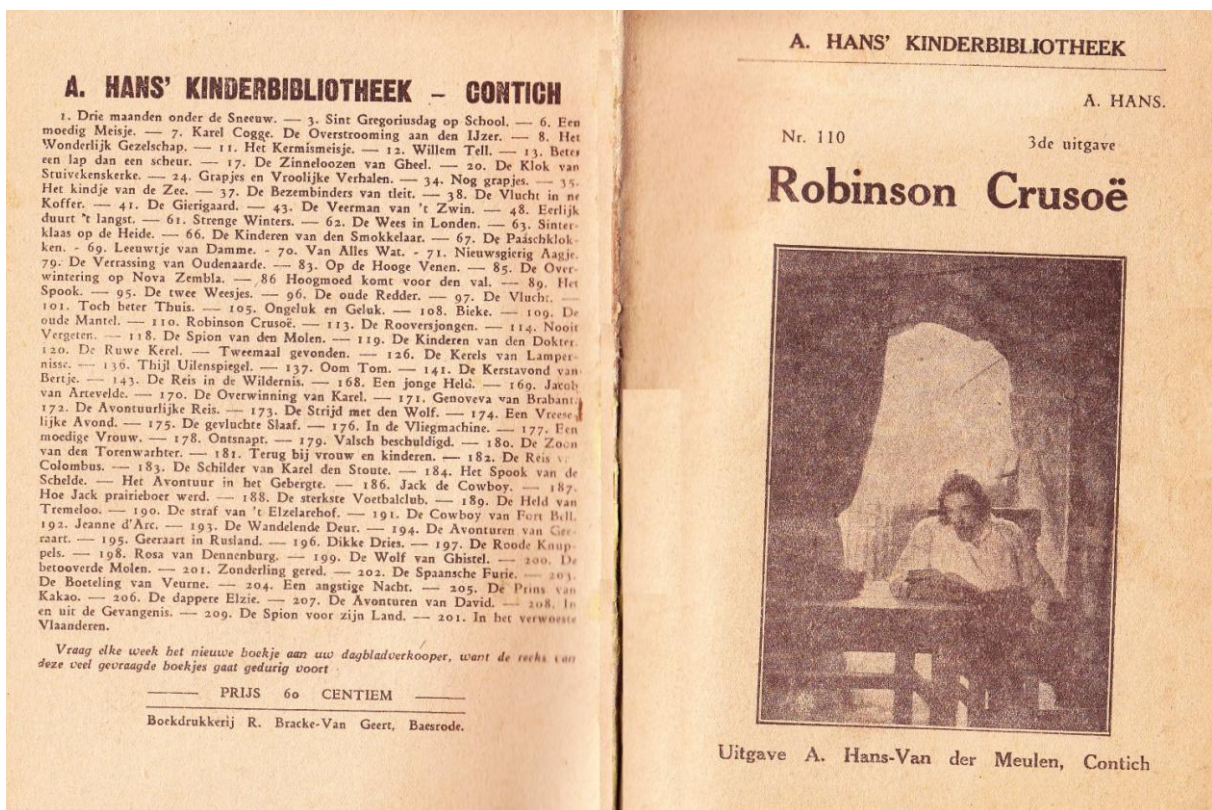 A. HANS' KINDERBIBLIOTHEEK – CONTICH
1. Drie maanden onder de Sneeuw. — 3. Sint Gregoriusdag op School. — 6. Een
moedig Meisje. — 7. Karel Cogge. De Overstrooming aan den IJzer. — 8. Het
Wonderlijk Gezelschap. — 11. Het Kermismeisje. — 12. Willem Tell. — 13. Beter
een lap dan een scheur. — 17. De Zinneloozen van Gheel. — 20. De Klok van
Stuivekenskerke. — 24. Grapjes en Vroolijke Verhalen. — 34. Nog grapjes. — 35.
Het kindje van de Zee. — 37. De Bezembinders van tleit. — 38. De Vlucht in ne
Koffer. — 41. De Gierigaard. — 43. De Veerman van 't Zwin. — 48. Eerlijk
duurt 't langst. — 61. Strenge Winters. — 62. De Wees in Londen. — 63. Sinter-
klaas op de Heide. — 66. De Kinderen van den Smokkelaar. — 67. De Paaschklok-
ken. - 69. Leeuwtje van Damme. - 70. Van Alles Wat. - 71. Nieuwsgierig Aagje.
79. De Verrassing van Oudenaarde. — 83. Op de Hooge Venen. — 85. De Over-
wintering op Nova Zembla. — 86 Hoogmoed komt voor den val. — 89. Het
Spook. — 95. De twee Weesjes. — 96. De oude Redder. — 97. De Vlucht. —
101. Toch beter Thuis. — 105. Ongeluk en Geluk. — 108. Bieke. — 109. De
oude Mantel. — 110. Robinson Crusoë. — 113. De Rooversjongen. — 114. Nooit
Vergeten. — 118. De Spion van den Molen. — 119. De Kinderen van den Dokter.
120. De Ruwe Kerel. — Tweemaal gevonden. — 126. De Kerels van Lamper-
nisse. — 136. Thijl Uilenspiegel. — 137. Oom Tom. — 141. De Kerstavond van
Bertje. — 143. De Reis in de Wildernis. — 168. Een jonge Held. — 169. Jacob
van Artevelde. — 170. De Overwinning van Karel. — 171. Genoveva van Brabant.
172. De Avontuurlijke Reis. — 173. De Strijd met den Wolf. — 174. Een Vreese-
lijke Avond. — 175. De gevluchte Slaaf. — 176. In de Vliegmachine. — 177. Een
moedige Vrouw. — 178. Ontsnapt. — 179. Valsch beschuldigd. — 180. De Zoon
van den Torenwarhter. — 181. Terug bij vrouw en kinderen. — 182. De Reis
Colombus. — 183. De Schilder van Karel den Stoute. — 184. Het Spook van de
Schelde. — Het Avontuur in het Gebergte. — 186. Jack de Cowboy. — 187.
Hoe Jack prairieboer werd. — 188. De sterkste Voetbalclub. — 189. De Held van
Tremeloo. — 190. De straf van 't Elzelarehof. — 191. De Cowboy van Fort Bell.
192. Jeanne d'Arc. — 193. De Wandelende Deur. — 194. De Avonturen van Gee-
raart. — 195. Geeraart in Rusland. — 196. Dikke Dries. — 197. De Roode Knup-
pels. — 198. Rosa van Dennenburg. — 199. De Wolf van Ghistel. — 200. De
betooverde Molen. — 201. Zonderling gered. — 202. De Spaansche Furie. — 203.
De Boeteling van Veurne. — 204. Een angstige Nacht. — 205. De Prins van
Kakao. — 206. De dappere Elzie. — 207. De Avonturen van David. — 208. In
en uit de Gevangenis. — 209. De Spion voor zijn Land. — 201. In het verwoeste
Vlaanderen.
Vraag elke week het nieuwe boekje aan uw dagbladverkooper, want de reeks van
deze veel gevraagde boekjes gaat gedurig voort
PRIJS 60 CENTIEM
Boekdrukkerij R. Bracke-Van Geert, Baesrode.
A. HANS' KINDERBIBLIOTHEEK
A. HANS.
Nr. 110 3de uitgave
Robinson Crusoë
Uitgave A. Hans-Van der Meulen, Contich